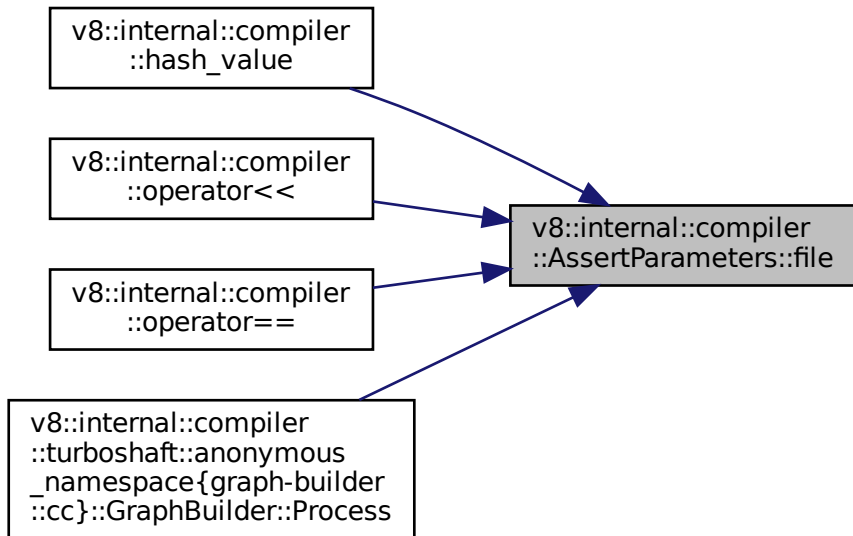 v8::internal::compiler
::hash_value
v8::internal::compiler
::operator<<
v8::internal::compiler
::AssertParameters::file
v8::internal::compiler
::operator==
v8::internal::compiler
::turboshaft::anonymous
_namespace{graph-builder
::cc}::GraphBuilder::Process